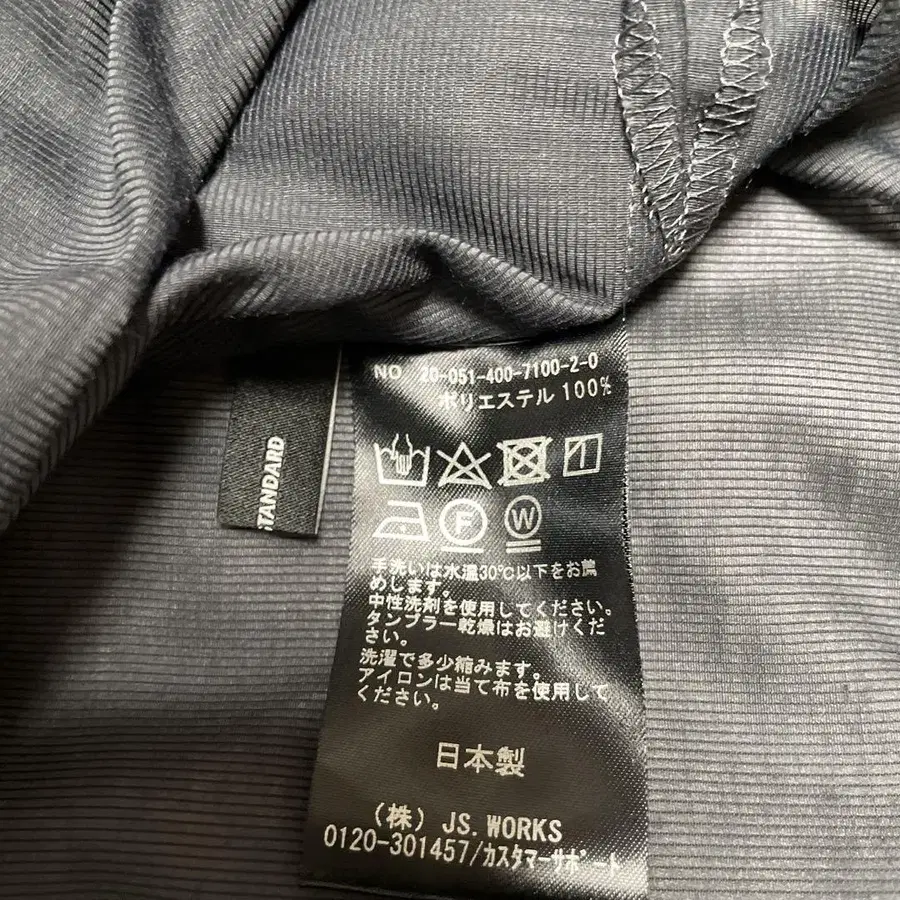 NO 20-051-400-7100-2-0
ポリエステル 100%
F
W
手洗いは水温30℃以下をお薦
めします。
中性洗剤を使用してください。
タンブラー乾燥はお避けくだ
さい。
洗濯で多少縮みます。
アイロンは当て布を使用して
ください。
日本製
(株) JS.WORKS
0120-301457/カスタマーサポート
STANDARD